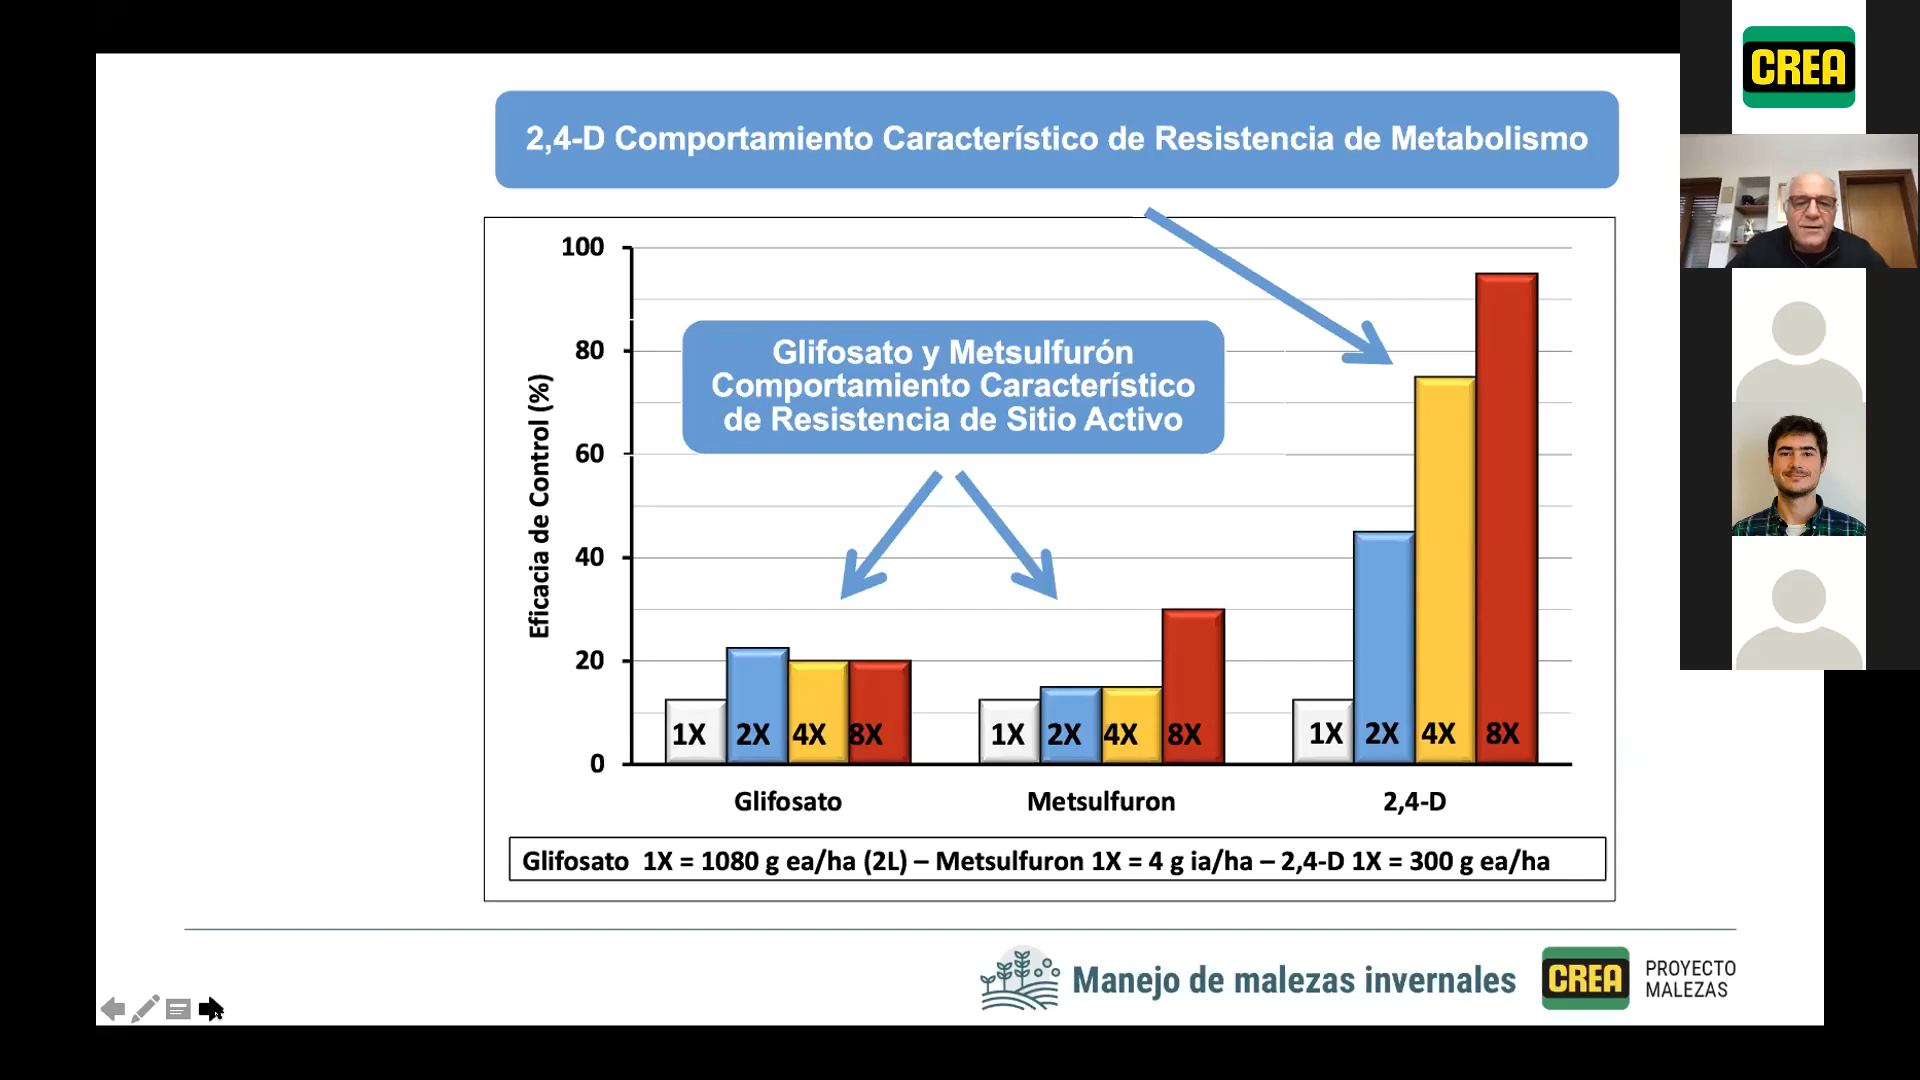 2,4-D Comportamiento Característico de Resistencia de Metabolismo
Glifosato y Metsulfurón
Comportamiento Característico
de Resistencia de Sitio Activo
Eficacia de Control (%)
100
80
60
40
20
0
1X 2X 4X 8X
1X 2X 4X 8X
1X 2X 4X 8X
Glifosato Metsulfuron 2,4-D
Glifosato 1X = 1080 g ea/ha (2L) – Metsulfuron 1X = 4 g ia/ha – 2,4-D 1X = 300 g ea/ha
Manejo de malezas invernales
CREA
PROYECTO
MALEZAS
CREA